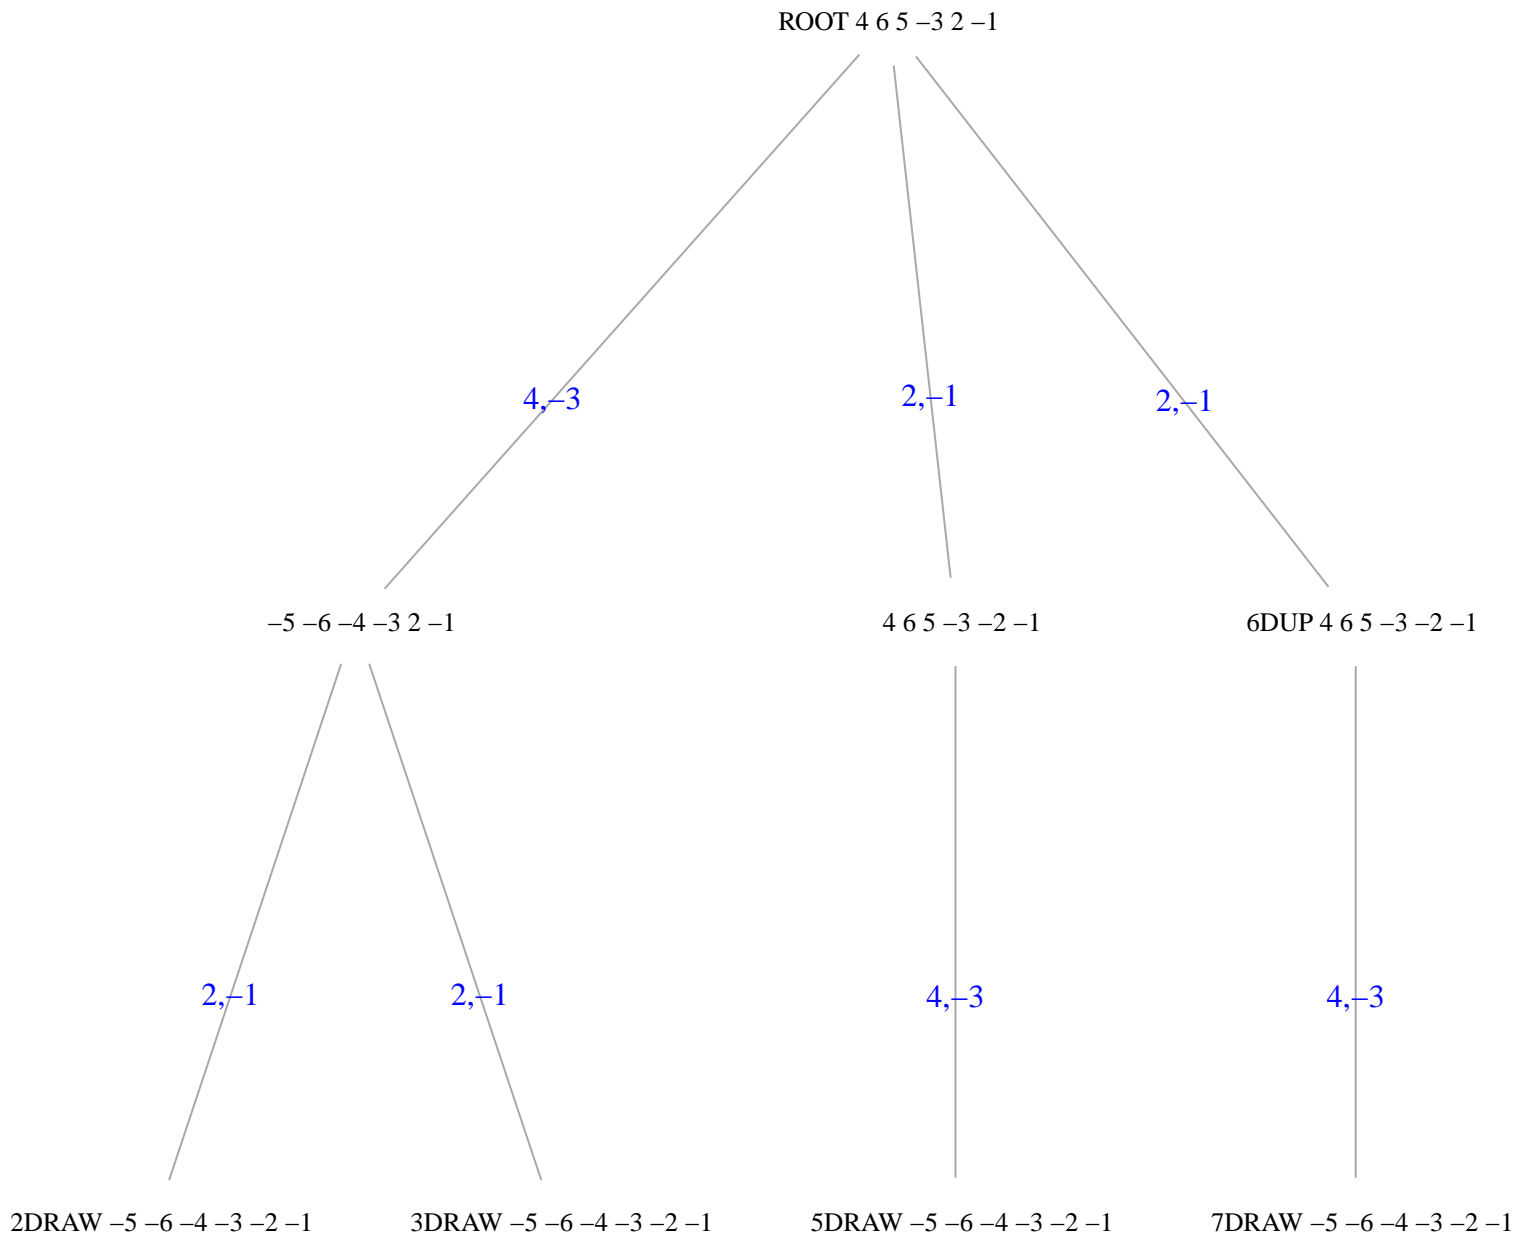 ROOT 4 6 5 –3 2 –1
4,–3
2,–1
2,–1
–5 –6 –4 –3 2 –1
4 6 5 –3 –2 –1
6DUP 4 6 5 –3 –2 –1
2,–1
2,–1
4,–3
4,–3
2DRAW –5 –6 –4 –3 –2 –1
3DRAW –5 –6 –4 –3 –2 –1
5DRAW –5 –6 –4 –3 –2 –1
7DRAW –5 –6 –4 –3 –2 –1